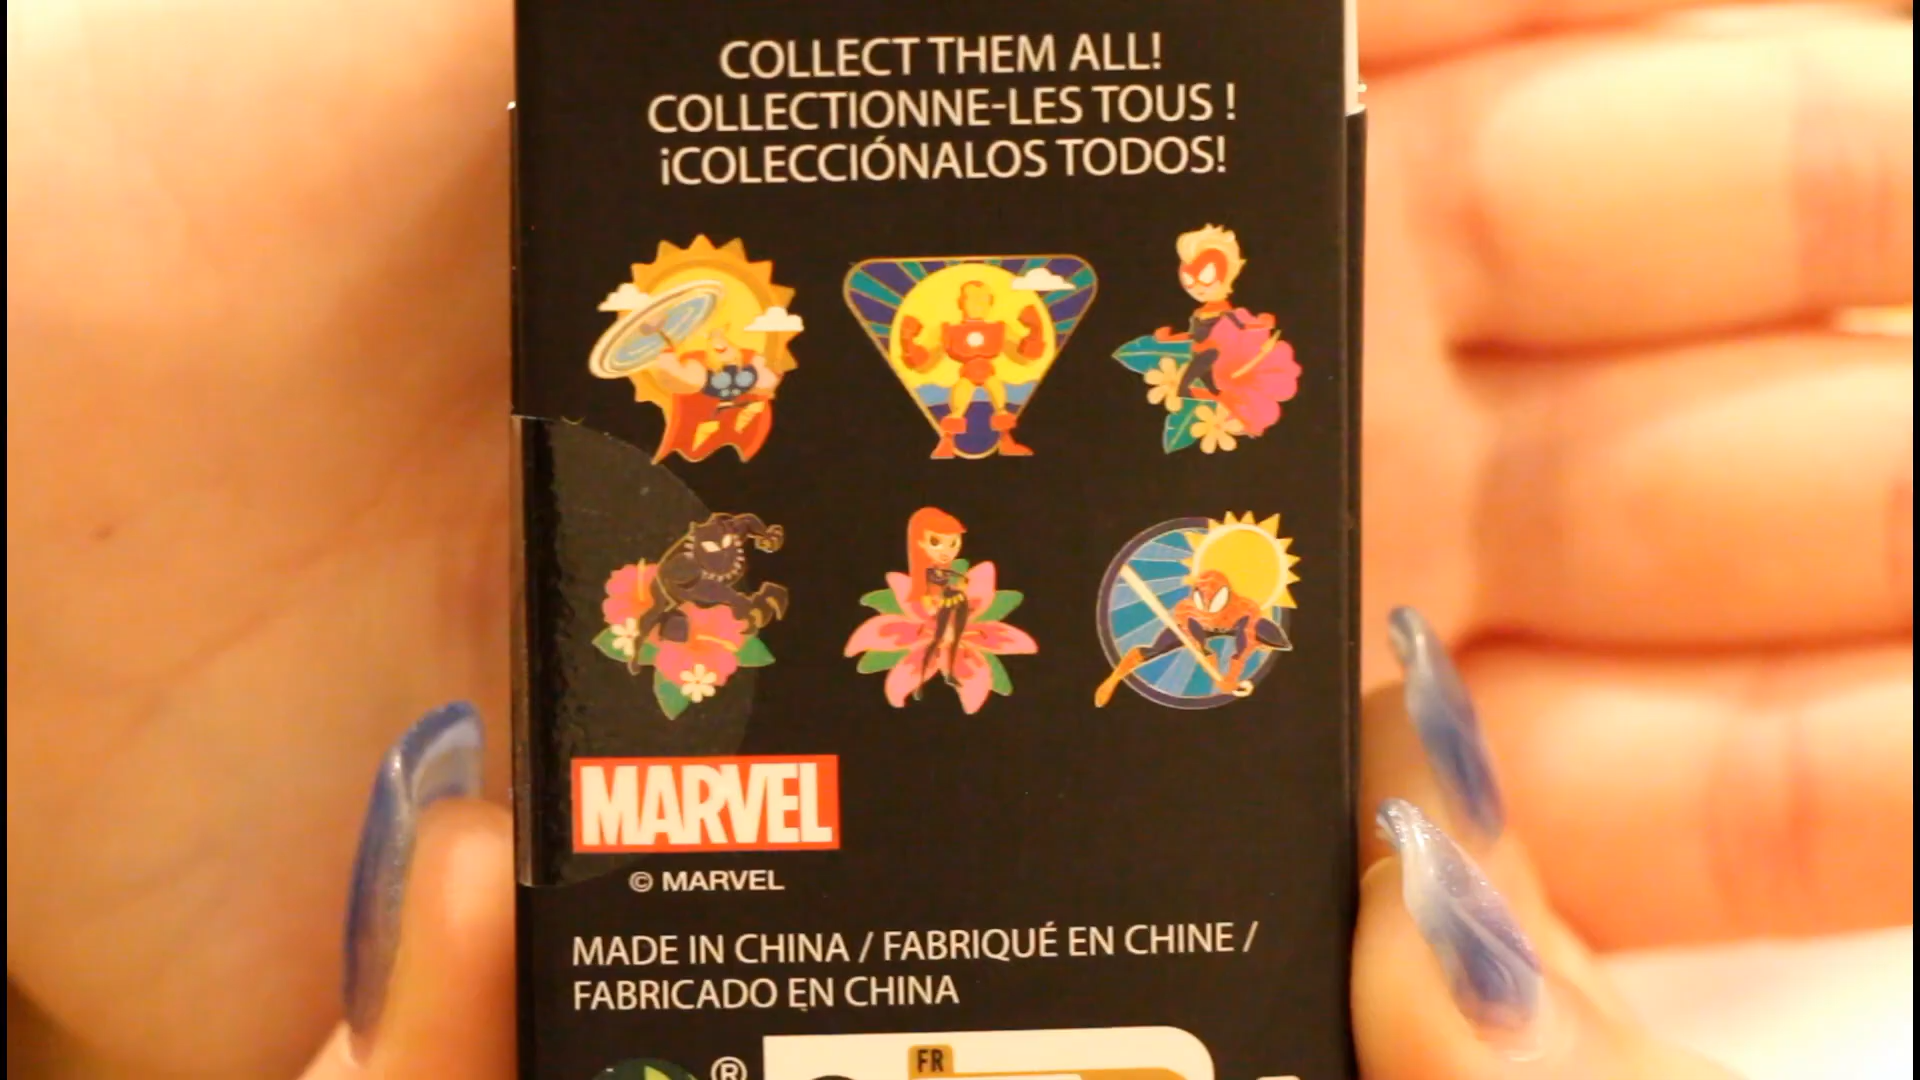 COLLECT THEM ALL!
COLLECTIONNE-LES TOUS !
¡COLECCIÓNALOS TODOS!
MARVEL
© MARVEL
MADE IN CHINA / FABRIQUÉ EN CHINE /
FABRICADO EN CHINA
®
FR